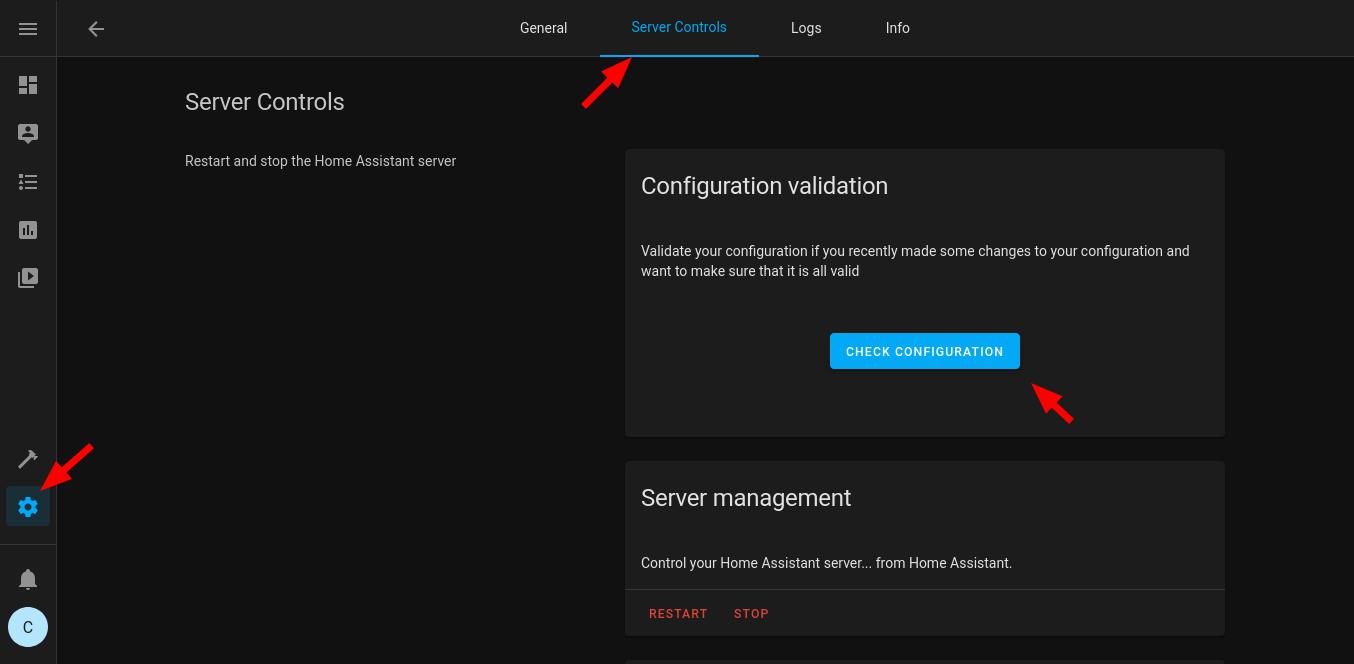 General
Server Controls
Logs
Info
Server Controls
Restart and stop the Home Assistant server
Configuration validation
Validate your configuration if you recently made some changes to your configuration and
want to make sure that it is all valid
CHECK CONFIGURATION
Server management
Control your Home Assistant server... from Home Assistant.
RESTART
STOP
C